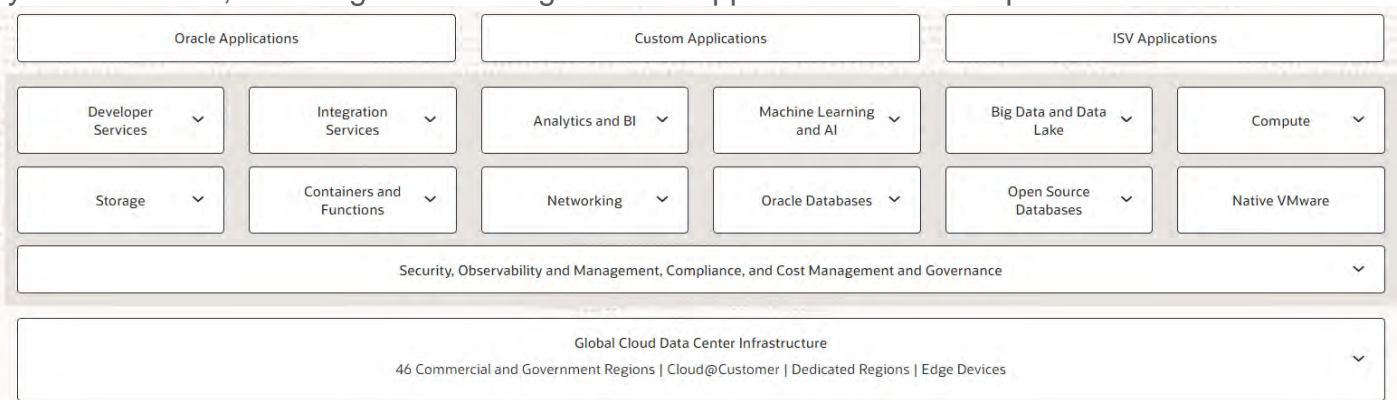 Oracle Applications
Custom Applications
ISV Applications
Developer
Services
Integration
Services
Analytics and BI
Machine Learning
and AI
Big Data and Data
Lake
Compute
Storage
Containers and
Functions
Networking
Oracle Databases
Open Source
Databases
Native VMware
Security, Observability and Management, Compliance, and Cost Management and Governance
Global Cloud Data Center Infrastructure
46 Commercial and Government Regions | Cloud@Customer | Dedicated Regions | Edge Devices